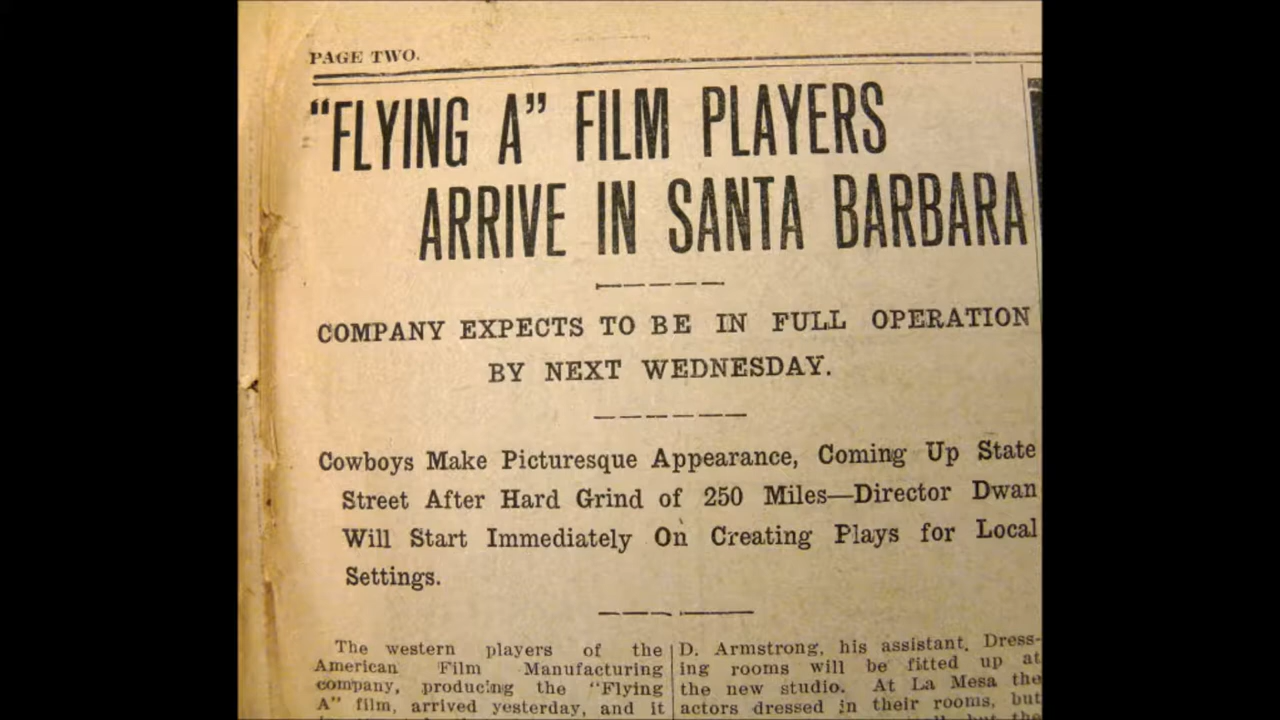 PAGE TWO.
"FLYING A" FILM PLAYERS
ARRIVE IN SANTA BARBARA
COMPANY EXPECTS TO BE IN FULL OPERATION
BY NEXT WEDNESDAY.
Cowboys Make Picturesque Appearance, Coming Up State
Street After Hard Grind of 250 Miles—Director Dwan
Will Start Immediately On Creating Plays for Local
Settings.
The western players of the
American Film Manufacturing
company, producing the "Flying
A" film, arrived yesterday, and it
D. Armstrong, his assistant. Dress-
ing rooms will be fitted up at
the new studio. At La Mesa the
actors dressed in their rooms, but